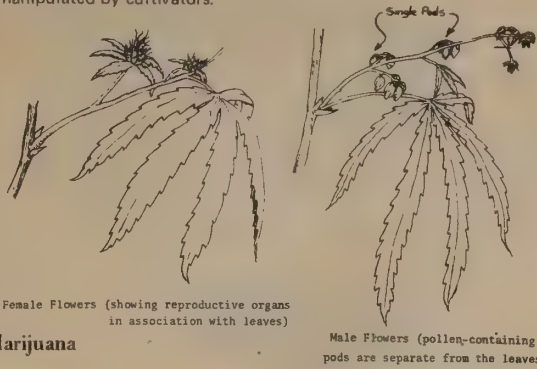 manipulated by cultivators.
Single Pods
Female Flowers (showing reproductive organs
in association with leaves)
Male Flowers (pollen-containing
pods are separate from the leaves
arijuana